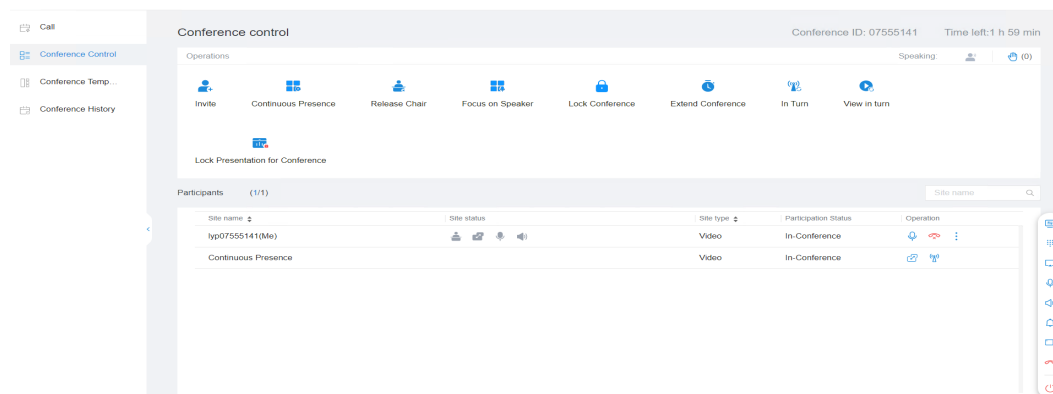 Call
Conference Control
Conference Temp...
Conference History
Conference control
Conference ID: 07555141 Time left:1 h 59 min
Operations
Speaking: (0)
Invite Continuous Presence Release Chair Focus on Speaker Lock Conference Extend Conference In Turn View in turn
Lock Presentation for Conference
Participants (1/1)
Site name
Site name Site status Site type Participation Status Operation
lyp07555141(Me) Video In-Conference
Continuous Presence Video In-Conference